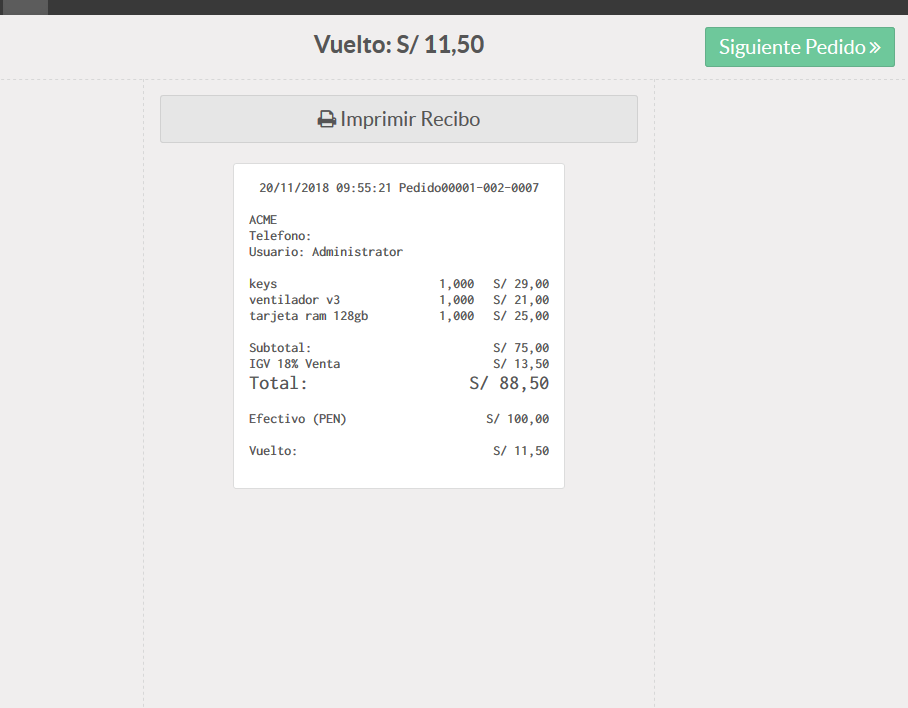 Vuelto: S/ 11,50
Siguiente Pedido »
Imprimir Recibo
20/11/2018 09:55:21 Pedido00001-002-0007
ACME
Telefono:
Usuario: Administrator
keys 1,000 S/ 29,00
ventilador v3 1,000 S/ 21,00
tarjeta ram 128gb 1,000 S/ 25,00
Subtotal: S/ 75,00
IGV 18% Venta S/ 13,50
Total: S/ 88,50
Efectivo (PEN) S/ 100,00
Vuelto: S/ 11,50